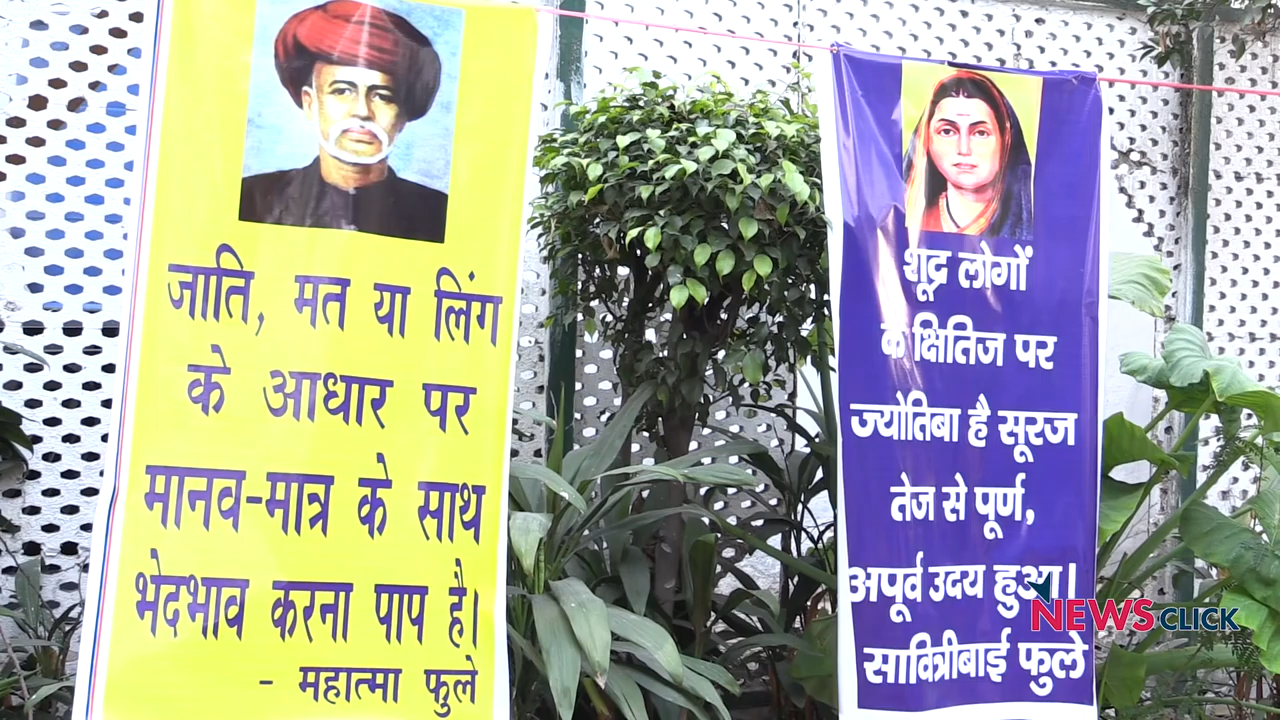 जाति, मत या लिंग
के आधार पर
मानव-मात्र के साथ
भेदभाव करना पाप है।
- महात्मा फुले
शूद्र लोगों
के क्षितिज पर
ज्योतिबा है सूरज
तेज से पूर्ण,
अपूर्व उदय हुआ।
सावित्रीबाई फुले
NEWSCLICK